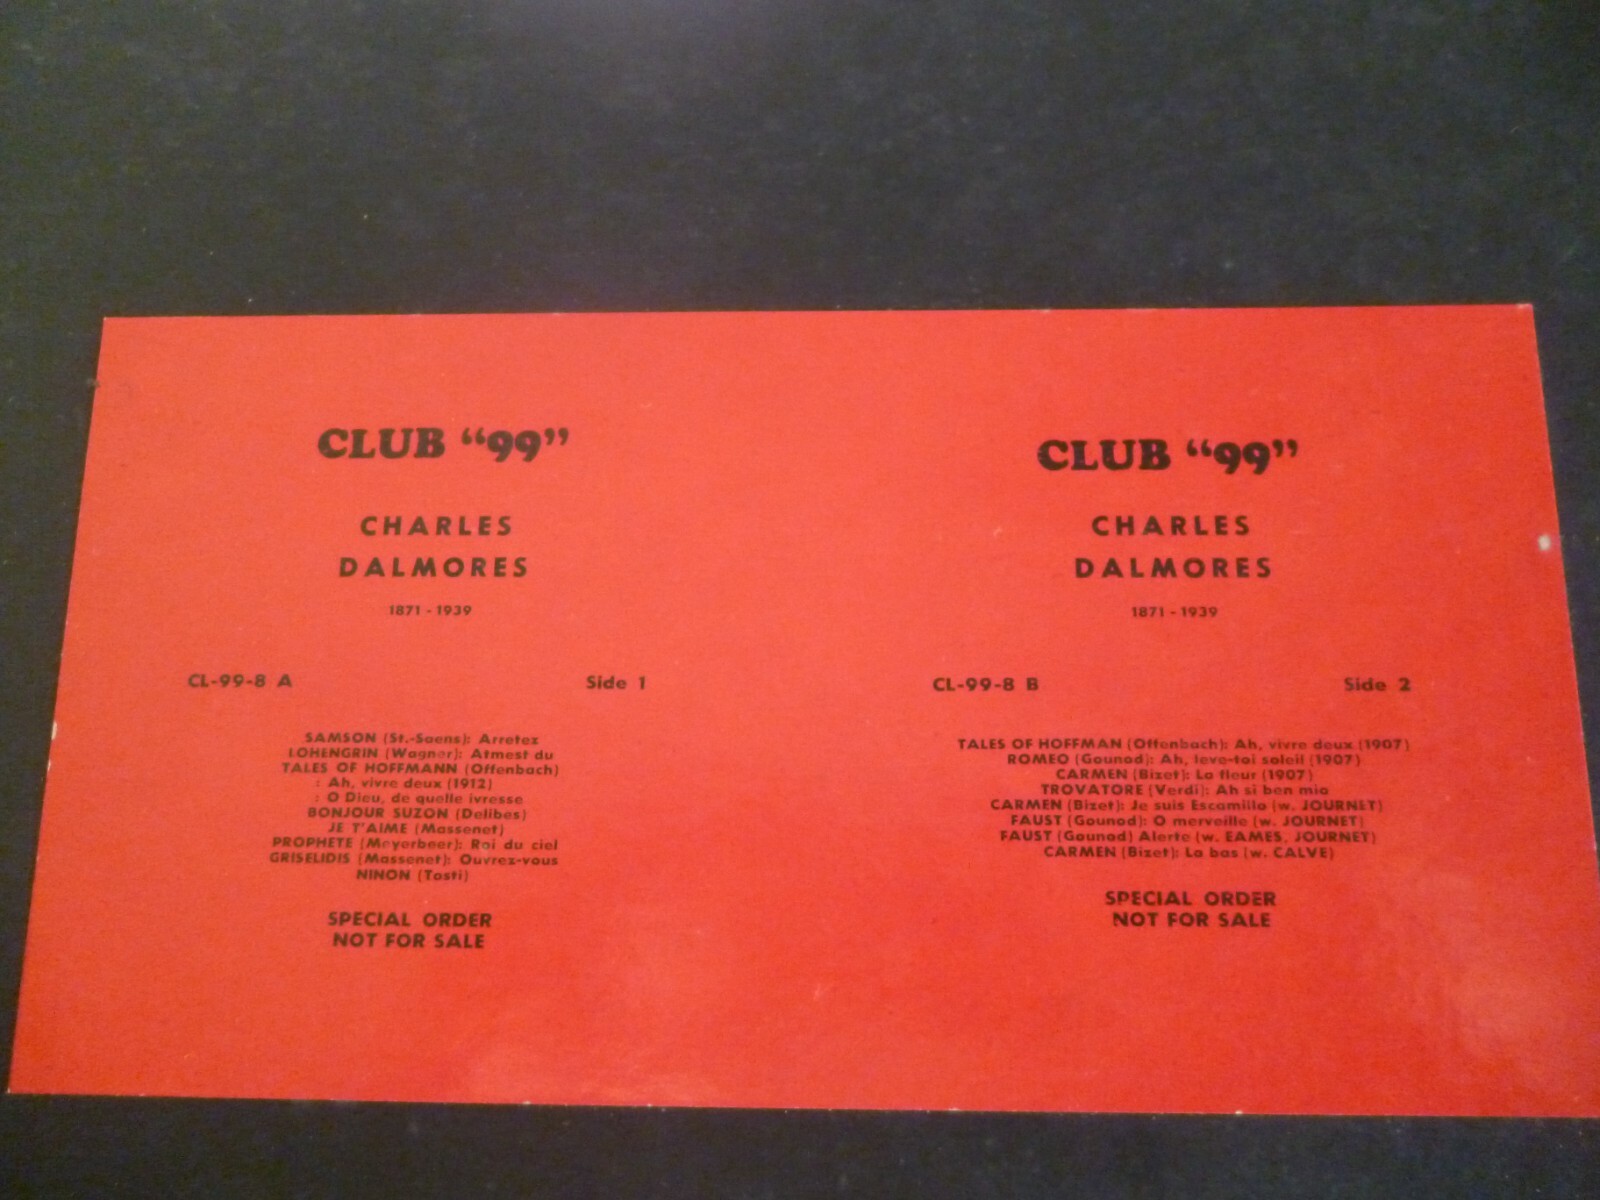 CLUB “99”
CHARLES
DALMORES
1871 - 1939
CL-99-8 A Side 1
SAMSON (St.-Saens): Arretez
LOHENGRIN (Wagner): Atmest du
TALES OF HOFFMANN (Offenbach)
: Ah, vivre deux (1912)
: O Dieu, de quelle ivresse
BONJOUR SUZON (Delibes)
JE T'AIME (Massenet)
PROPHETE (Meyerbeer): Roi du ciel
GRISELIDIS (Massenet): Ouvrez-vous
NINON (Tosti)
SPECIAL ORDER
NOT FOR SALE
CLUB “99”
CHARLES
DALMORES
1871 - 1939
CL-99-8 B Side 2
TALES OF HOFFMAN (Offenbach): Ah, vivre deux (1907)
ROMEO (Gounod): Ah, leve-toi soleil (1907)
CARMEN (Bizet): La fleur (1907)
TROVATORE (Verdi): Ah si ben mio
CARMEN (Bizet): Je suis Escamillo (w. JOURNET)
FAUST (Gounod): O merveille (w. JOURNET)
FAUST (Gounod) Alerte (w. EAMES, JOURNET)
CARMEN (Bizet): La bas (w. CALVE)
SPECIAL ORDER
NOT FOR SALE